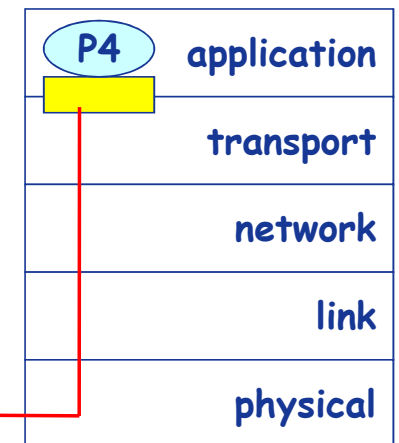 P4 application
transport
network
link
physical